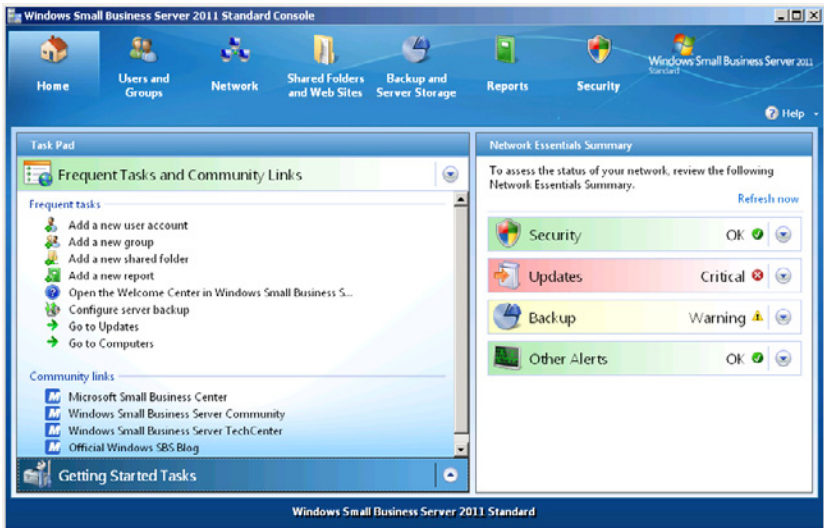 Windows Small Business Server 2011 Standard Console
Home
Users and
Groups
Network
Shared Folders
and Web Sites
Backup and
Server Storage
Reports
Security
Windows Small Business Server 2011
Standard
Help
Task Pad
Frequent Tasks and Community Links
Frequent tasks
Add a new user account
Add a new group
Add a new shared folder
Add a new report
Open the Welcome Center in Windows Small Business S...
Configure server backup
Go to Updates
Go to Computers
Community links
Microsoft Small Business Center
Windows Small Business Server Community
Windows Small Business Server TechCenter
Official Windows SBS Blog
Getting Started Tasks
Network Essentials Summary
To assess the status of your network, review the following
Network Essentials Summary.
Refresh now
Security OK
Updates Critical
Backup Warning
Other Alerts OK
Windows Small Business Server 2011 Standard